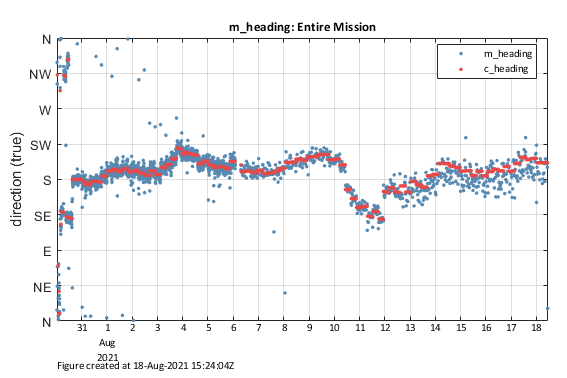 m_heading: Entire Mission
m_heading
c_heading
direction (true)
N
NW
W
SW
S
SE
E
NE
N
31 1 2 3 4 5 6 7 8 9 10 11 12 13 14 15 16 17 18
Aug
2021
Figure created at 18-Aug-2021 15:24:04Z